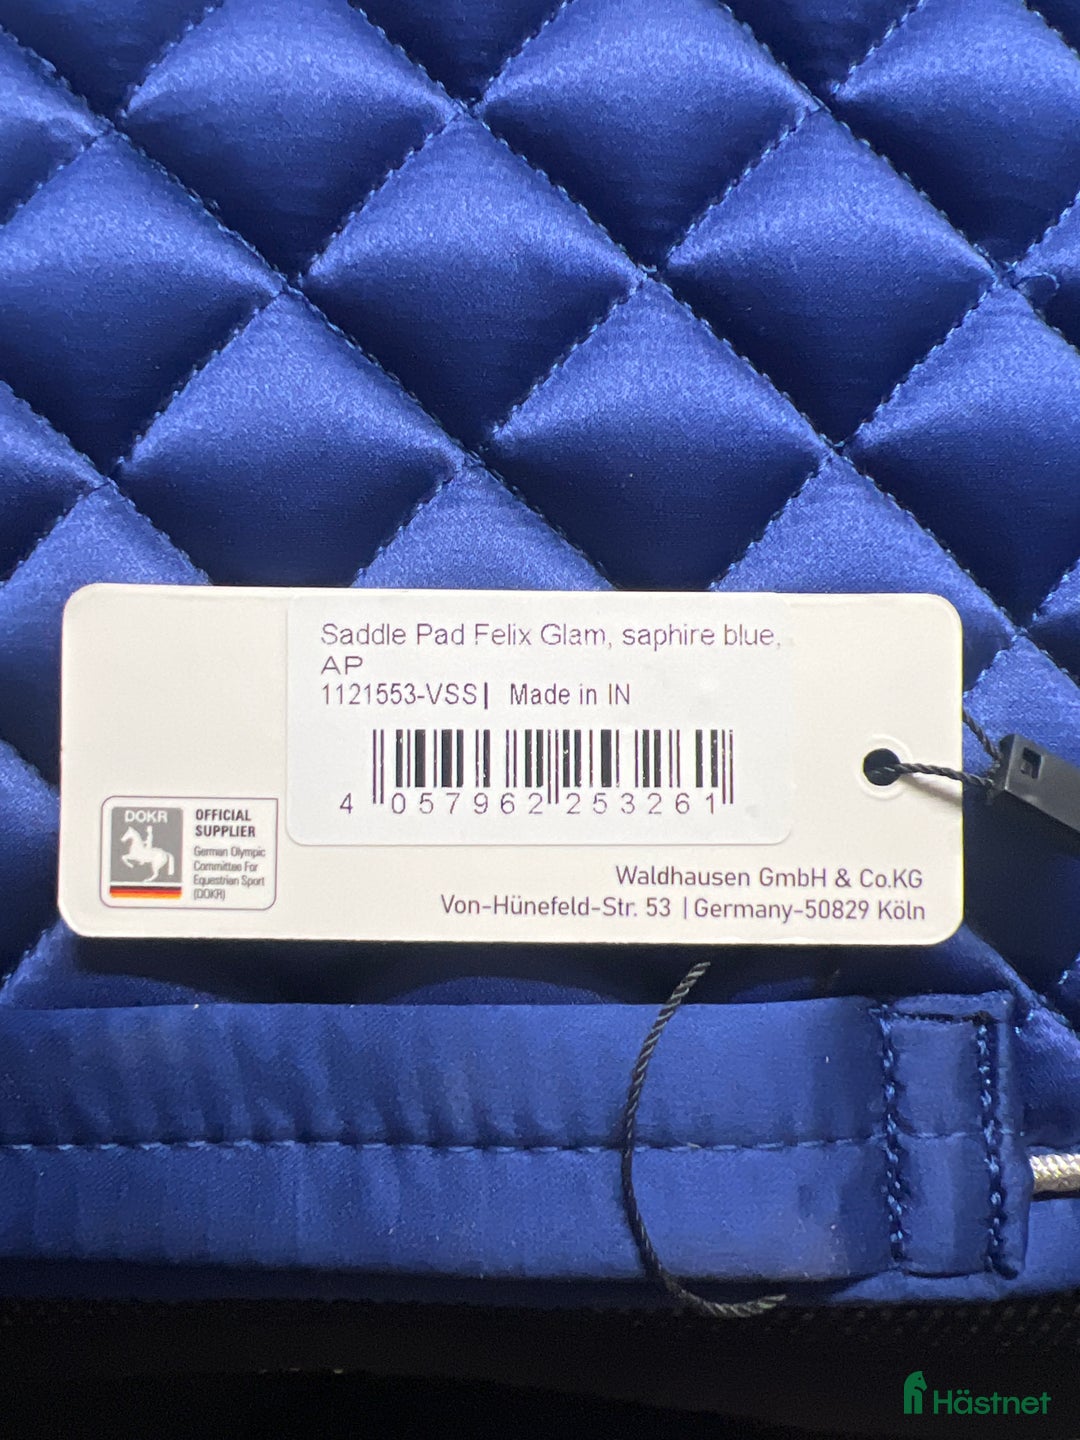 Saddle Pad Felix Glam, saphire blue,
AP
1121553-VSS| Made in IN
4 057962 253261
DOKR
OFFICIAL
SUPPLIER
German Olympic
Committee For
Equestrian Sport
(DOKR)
Waldhausen GmbH & Co.KG
Von-Hünefeld-Str. 53 | Germany-50829 Köln
Hästnet